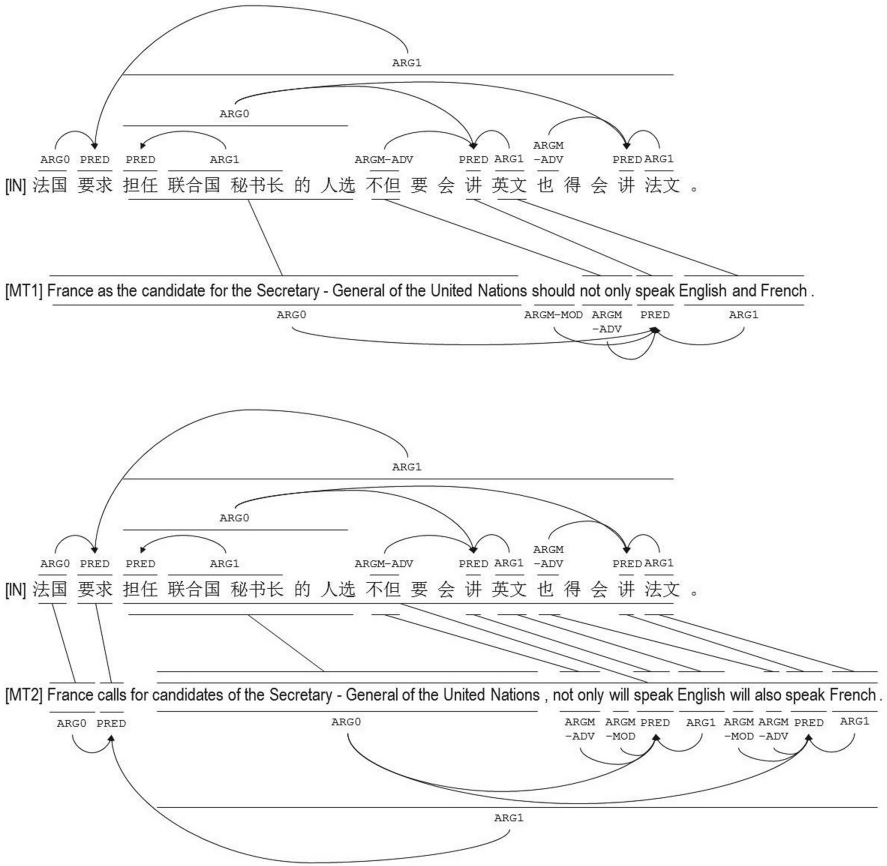 ARG1
ARG0
ARGM
ARG0 PRED PRED ARG1 ARGM-ADV PRED ARG1 -ADV PRED ARG1
[IN] 法国 要求 担任 联合国 秘书长 的 人选 不但 要 会 讲 英文 也 得 会 讲 法文 。
[MT1] France as the candidate for the Secretary - General of the United Nations should not only speak English and French .
ARG0 ARGM-MOD ARGM PRED ARG1
-ADV
ARG1
ARG0
ARGM
ARG0 PRED PRED ARG1 ARGM-ADV PRED ARG1 -ADV PRED ARG1
[IN] 法国 要求 担任 联合国 秘书长 的 人选 不但 要 会 讲 英文 也 得 会 讲 法文 。
[MT2] France calls for candidates of the Secretary - General of the United Nations , not only will speak English will also speak French .
ARG0 PRED ARG0 ARGM ARGM PRED ARG1 ARGM ARGM PRED ARG1
-ADV -MOD -MOD -ADV
ARG1